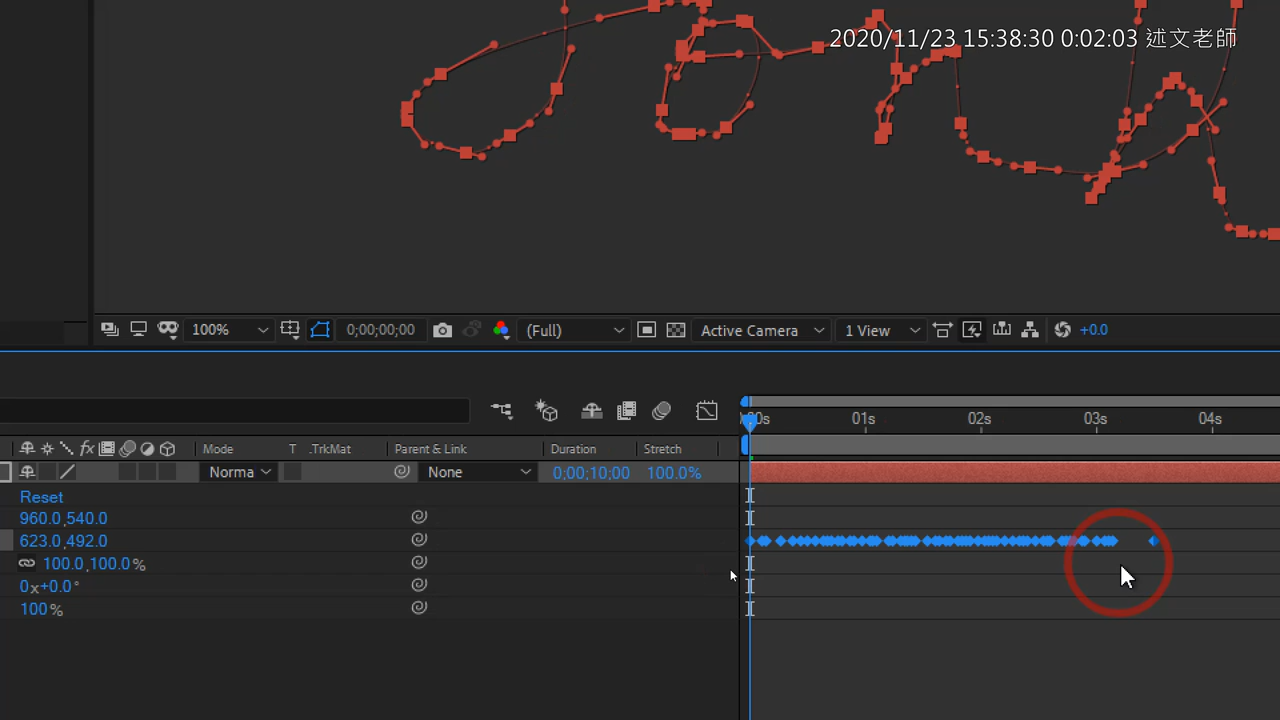 2020/11/23 15:38:30 0:02:03 述文老師
100% 0;00;00;00 (Full) Active Camera 1 View +0.0
00s 01s 02s 03s 04s
fx Mode T .TrkMat Parent & Link Duration Stretch
Norma None 0;00;10;00 100.0%
Reset
960.0,540.0
623.0,492.0
100.0,100.0%
0x+0.0°
100%